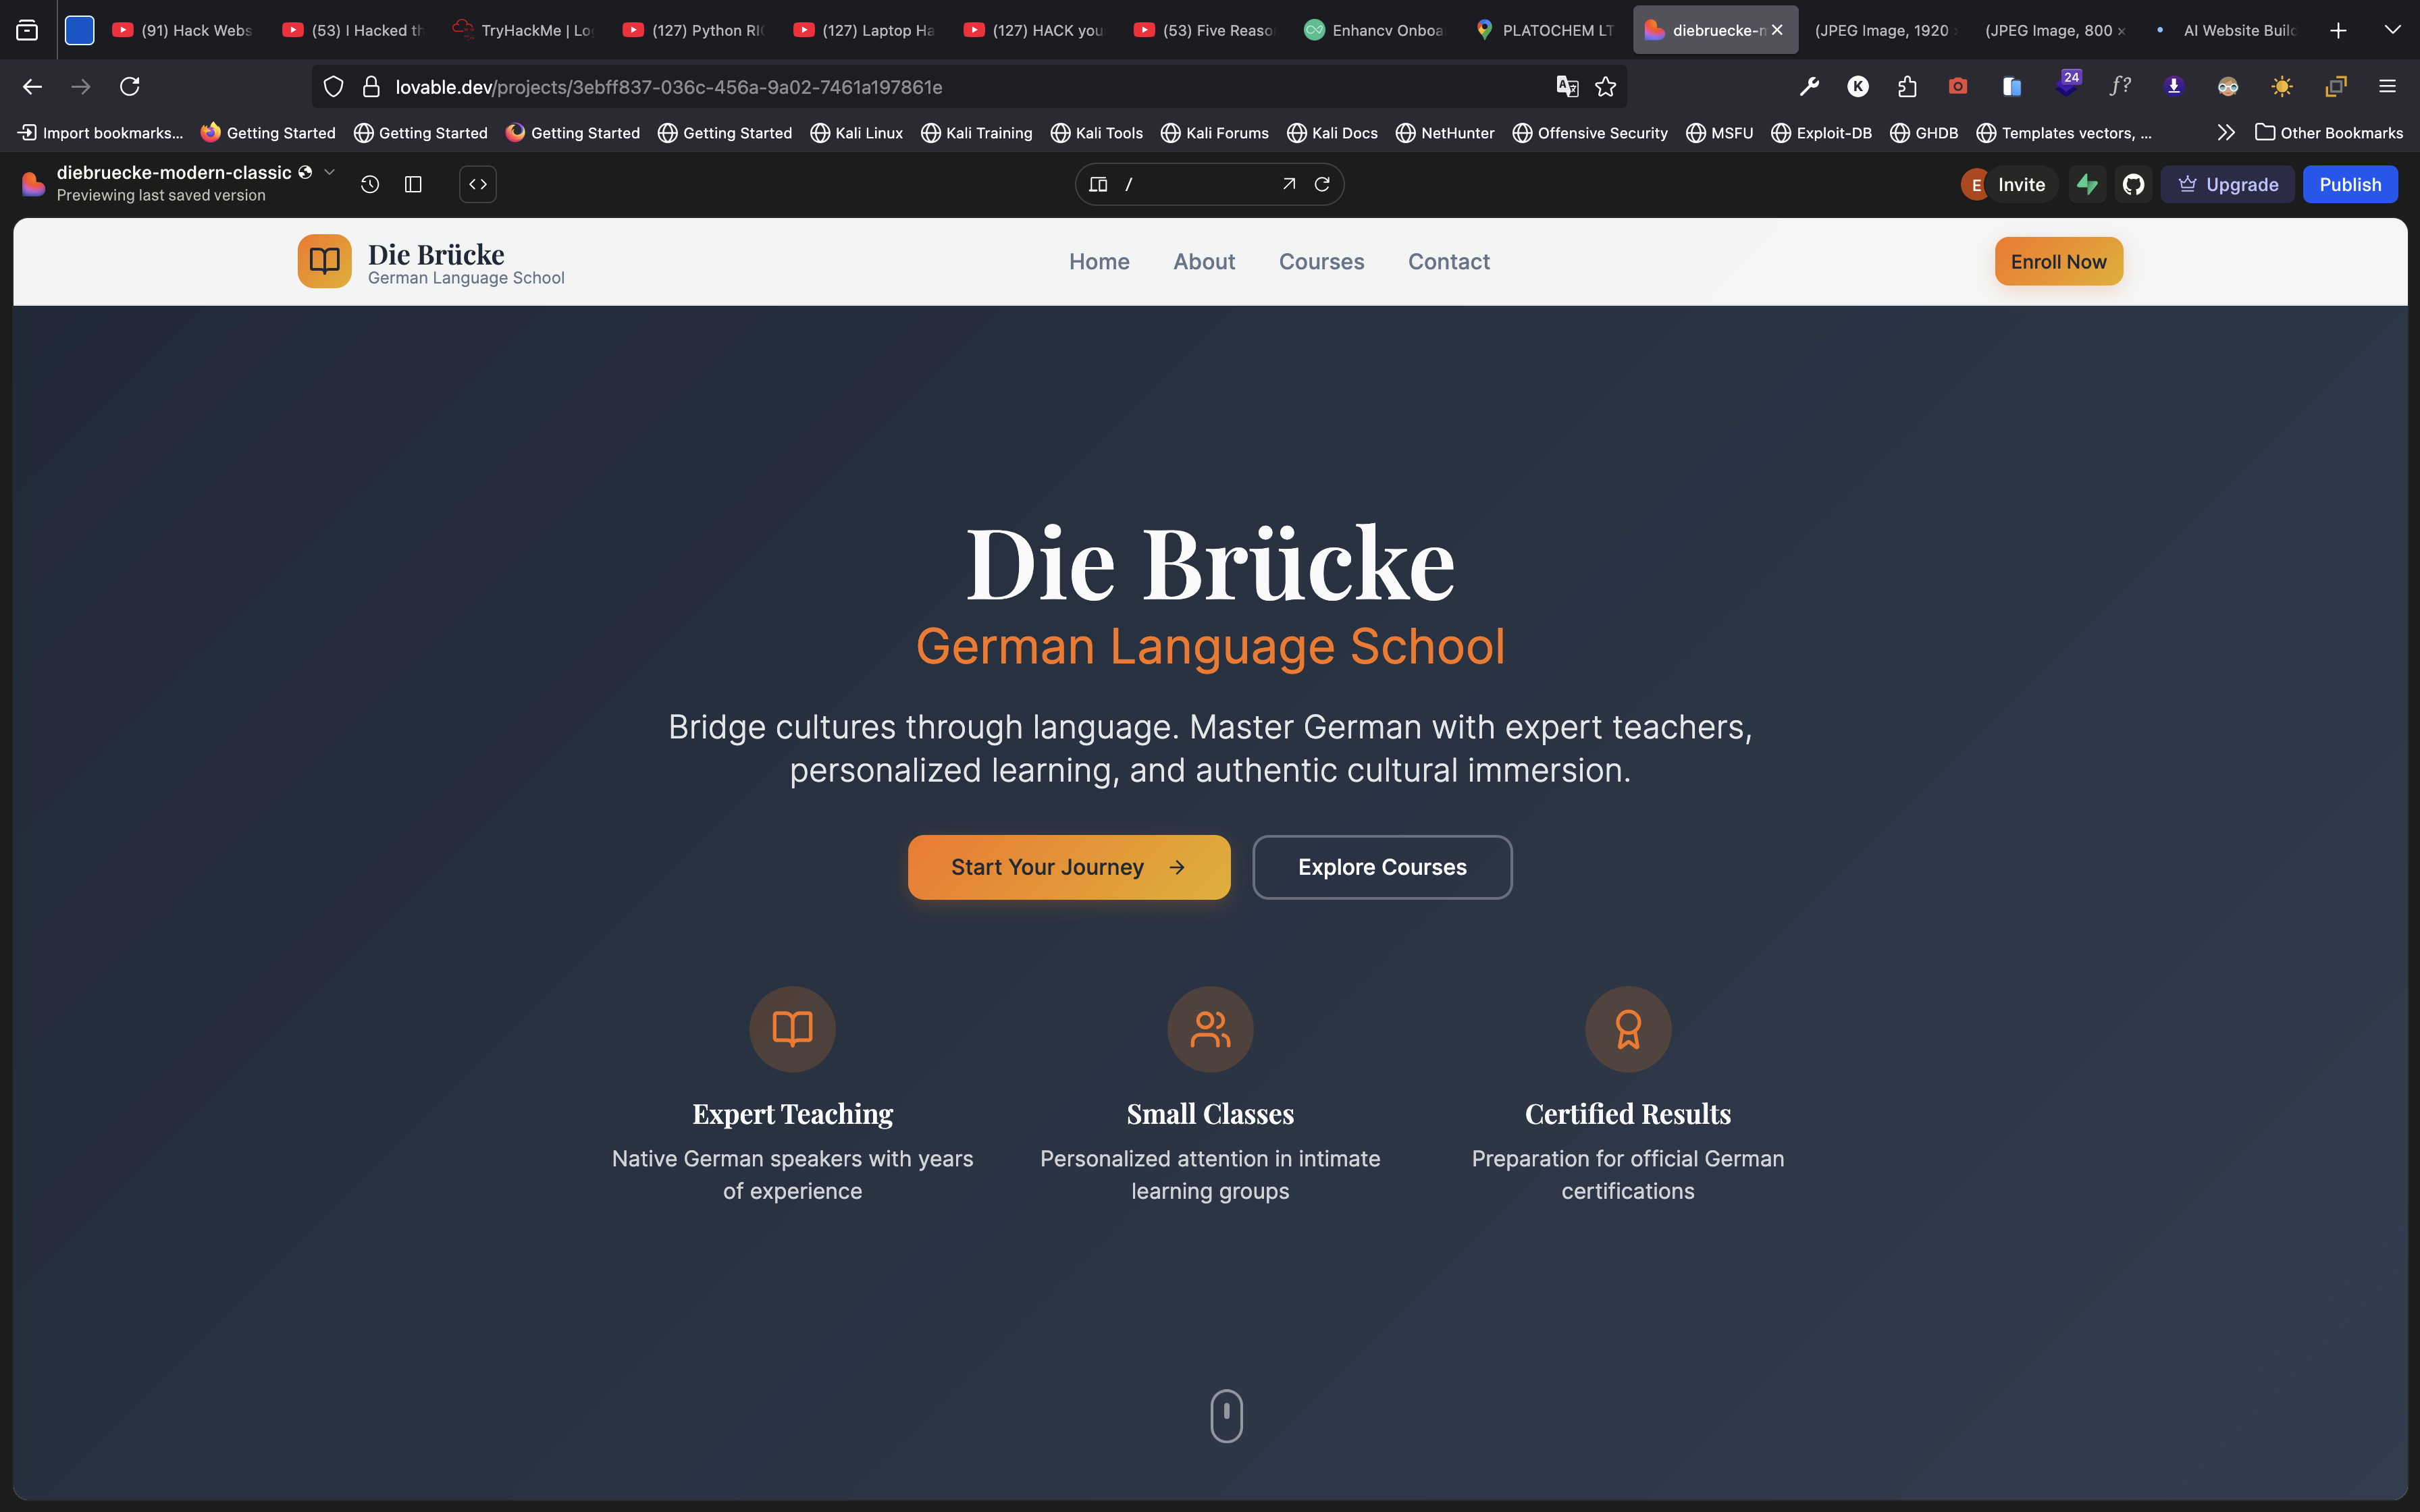 (91) Hack Webs
(53) I Hacked th
TryHackMe | Lo
(127) Python RI
(127) Laptop Ha
(127) HACK you
(53) Five Reaso
Enhancv Onboa
PLATOCHEM LT
diebruecke-m
(JPEG Image, 1920
(JPEG Image, 800 ×
AI Website Buil
lovable.dev/projects/3ebff837-036c-456a-9a02-7461a197861e
K
24
f?
Import bookmarks...
Getting Started
Getting Started
Getting Started
Getting Started
Kali Linux
Kali Training
Kali Tools
Kali Forums
Kali Docs
NetHunter
Offensive Security
MSFU
Exploit-DB
GHDB
Templates vectors, ...
Other Bookmarks
diebruecke-modern-classic
Previewing last saved version
/
E
Invite
Upgrade
Publish
Die Brücke
German Language School
Home
About
Courses
Contact
Enroll Now
Die Brücke
German Language School
Bridge cultures through language. Master German with expert teachers,
personalized learning, and authentic cultural immersion.
Start Your Journey →
Explore Courses
Expert Teaching
Native German speakers with years
of experience
Small Classes
Personalized attention in intimate
learning groups
Certified Results
Preparation for official German
certifications